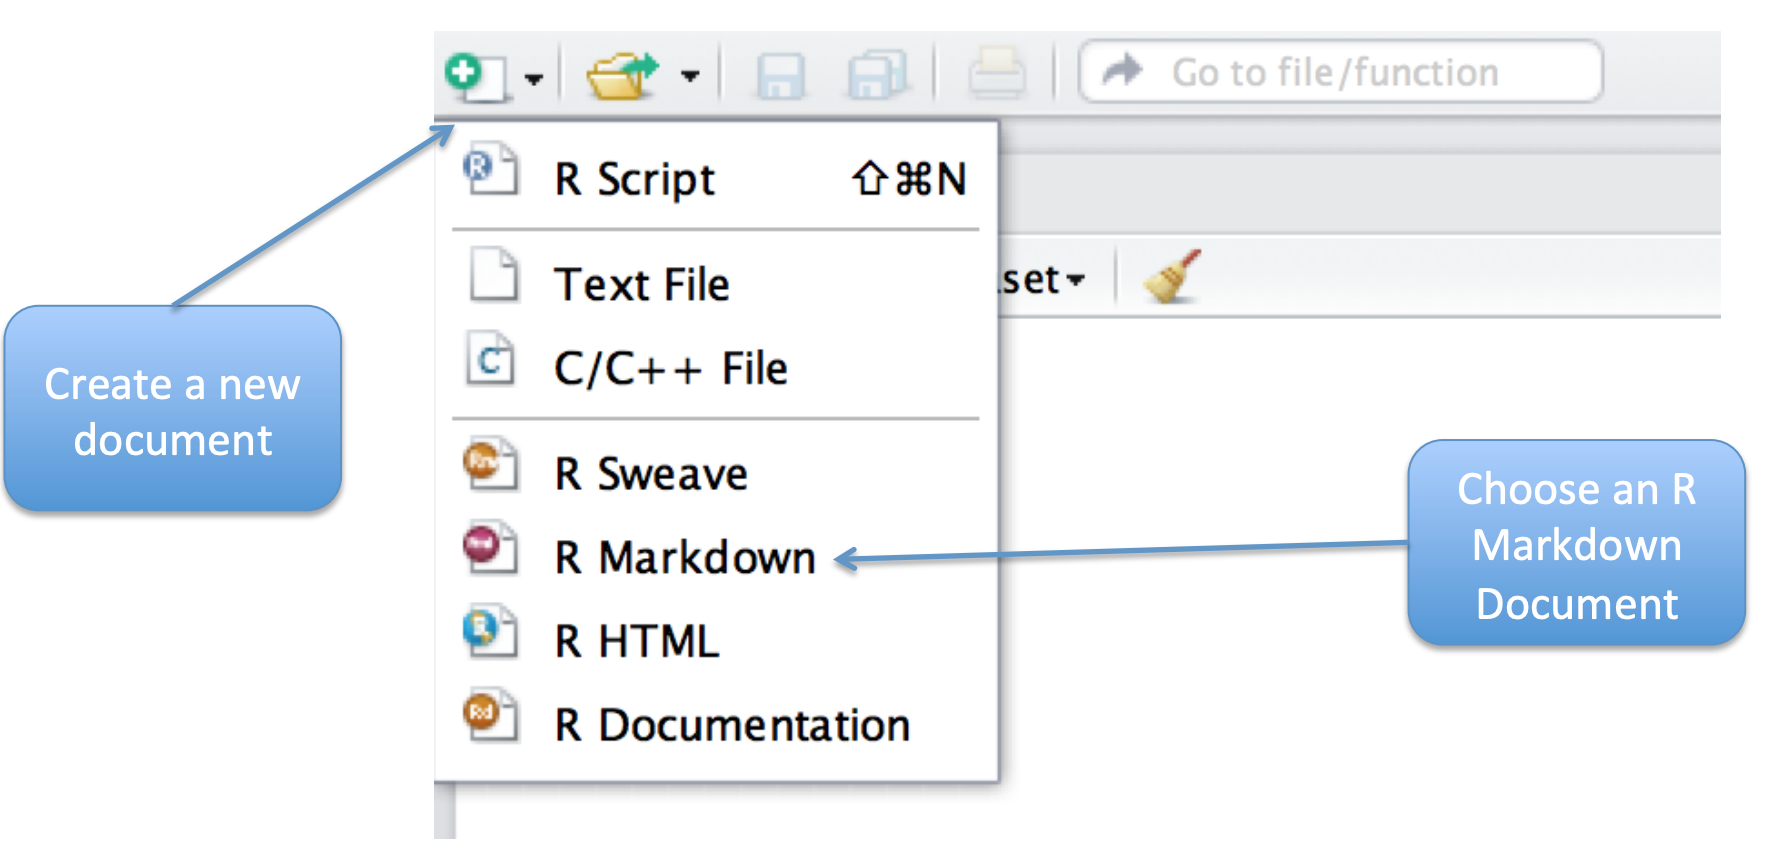 Go to file/function
R Script ⇧⌘N
Text File
set
C/C++ File
Create a new
document
R Sweave
R Markdown
Choose an R
Markdown
Document
R HTML
R Documentation